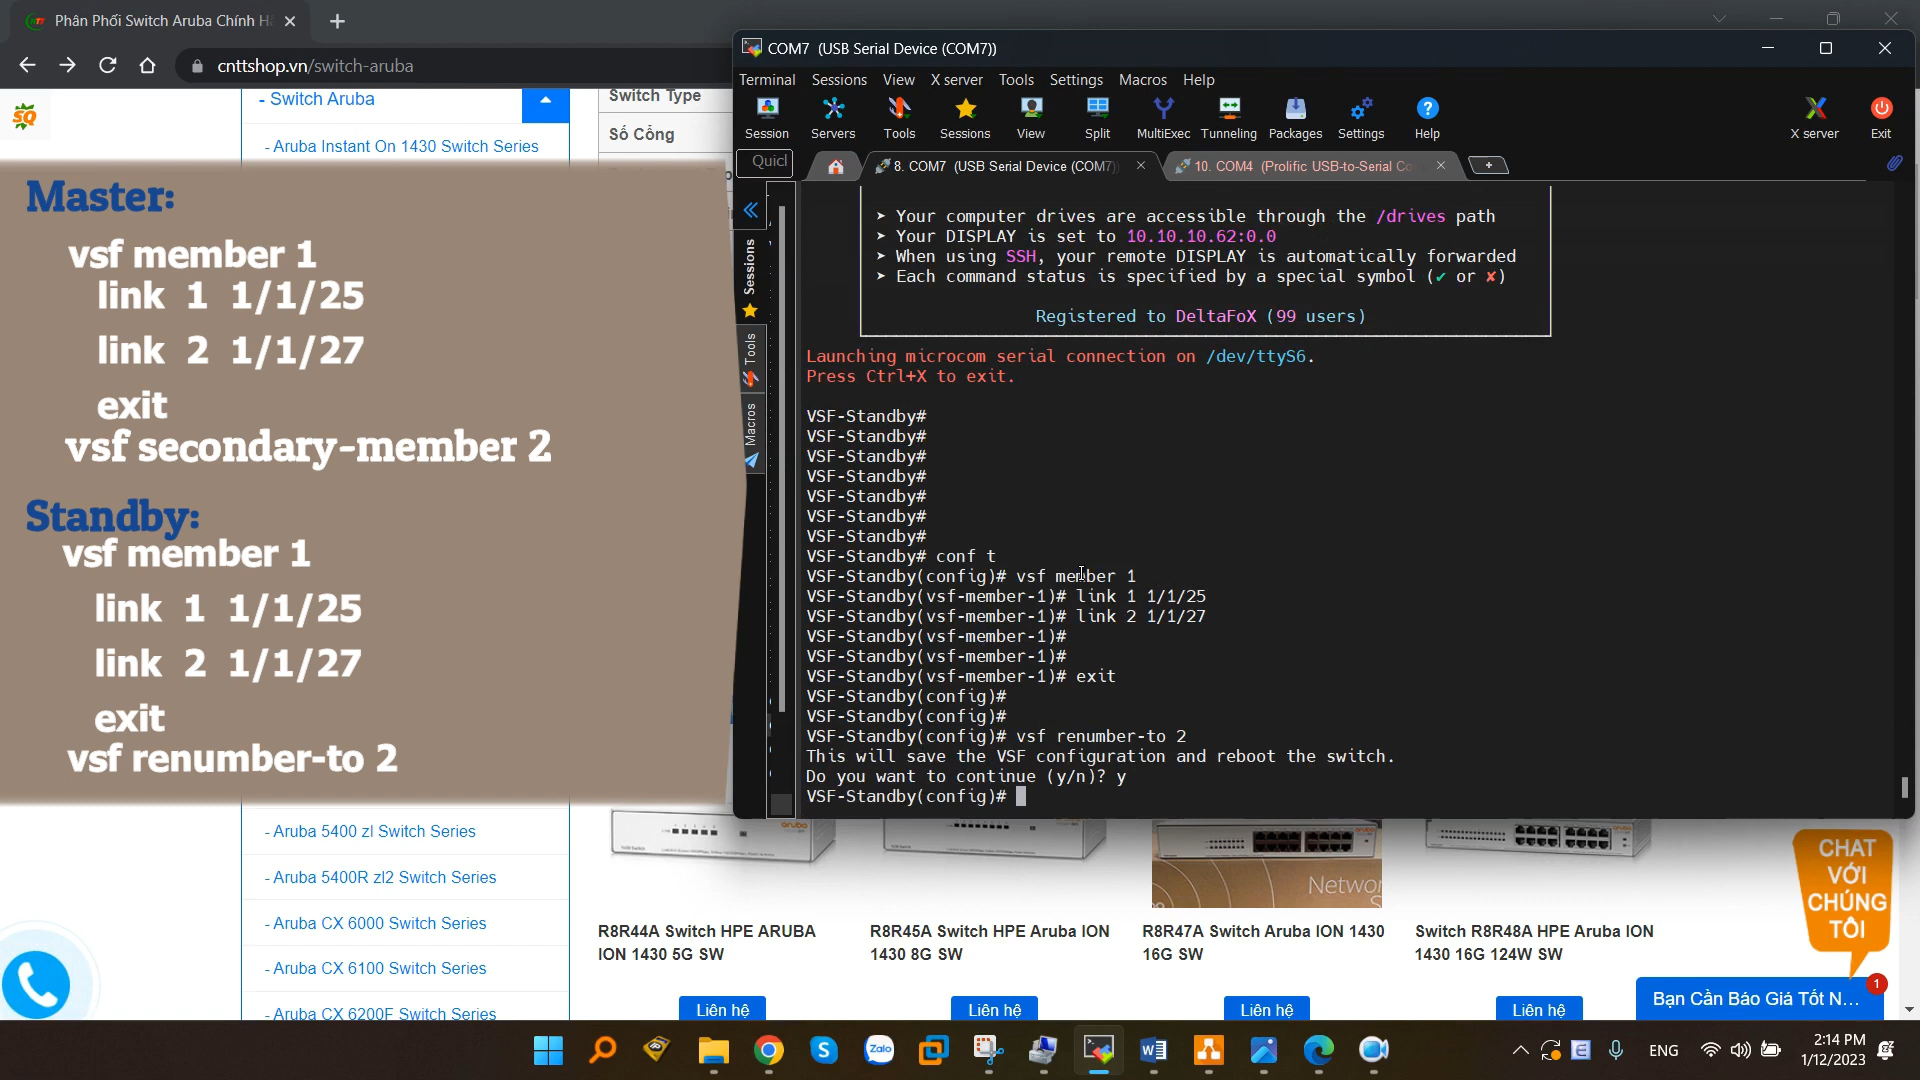 Phân Phối Switch Aruba Chính H
cnttshop.vn/switch-aruba
- Switch Aruba
- Aruba Instant On 1430 Switch Series
Switch Type
Số Cổng
Master:
vsf member 1
link 1 1/1/25
link 2 1/1/27
exit
vsf secondary-member 2
Standby:
vsf member 1
link 1 1/1/25
link 2 1/1/27
exit
vsf renumber-to 2
COM7 (USB Serial Device (COM7))
Terminal Sessions View X server Tools Settings Macros Help
Session Servers Tools Sessions View Split MultiExec Tunneling Packages Settings Help X server Exit
Quicl
8. COM7 (USB Serial Device (COM7)
10. COM4 (Prolific USB-to-Serial Co
Sessions
Tools
Macros
➤ Your computer drives are accessible through the /drives path
➤ Your DISPLAY is set to 10.10.10.62:0.0
➤ When using SSH, your remote DISPLAY is automatically forwarded
➤ Each command status is specified by a special symbol (✔ or ✘)
Registered to DeltaFoX (99 users)
Launching microcom serial connection on /dev/ttyS6.
Press Ctrl+X to exit.
VSF-Standby#
VSF-Standby#
VSF-Standby#
VSF-Standby#
VSF-Standby#
VSF-Standby#
VSF-Standby#
VSF-Standby# conf t
VSF-Standby(config)# vsf member 1
VSF-Standby(vsf-member-1)# link 1 1/1/25
VSF-Standby(vsf-member-1)# link 2 1/1/27
VSF-Standby(vsf-member-1)#
VSF-Standby(vsf-member-1)#
VSF-Standby(vsf-member-1)# exit
VSF-Standby(config)#
VSF-Standby(config)#
VSF-Standby(config)# vsf renumber-to 2
This will save the VSF configuration and reboot the switch.
Do you want to continue (y/n)? y
VSF-Standby(config)#
- Aruba 5400 zl Switch Series
- Aruba 5400R zl2 Switch Series
- Aruba CX 6000 Switch Series
- Aruba CX 6100 Switch Series
- Aruba CX 6200F Switch Series
Netwo
R8R44A Switch HPE ARUBA
ION 1430 5G SW
Liên hệ
R8R45A Switch HPE Aruba ION
1430 8G SW
Liên hệ
R8R47A Switch Aruba ION 1430
16G SW
Liên hệ
Switch R8R48A HPE Aruba ION
1430 16G 124W SW
Liên hệ
CHAT
VỚI
CHÚNG
TÔI
Bạn Cần Báo Giá Tốt N...
1
Zalo
ENG
2:14 PM
1/12/2023